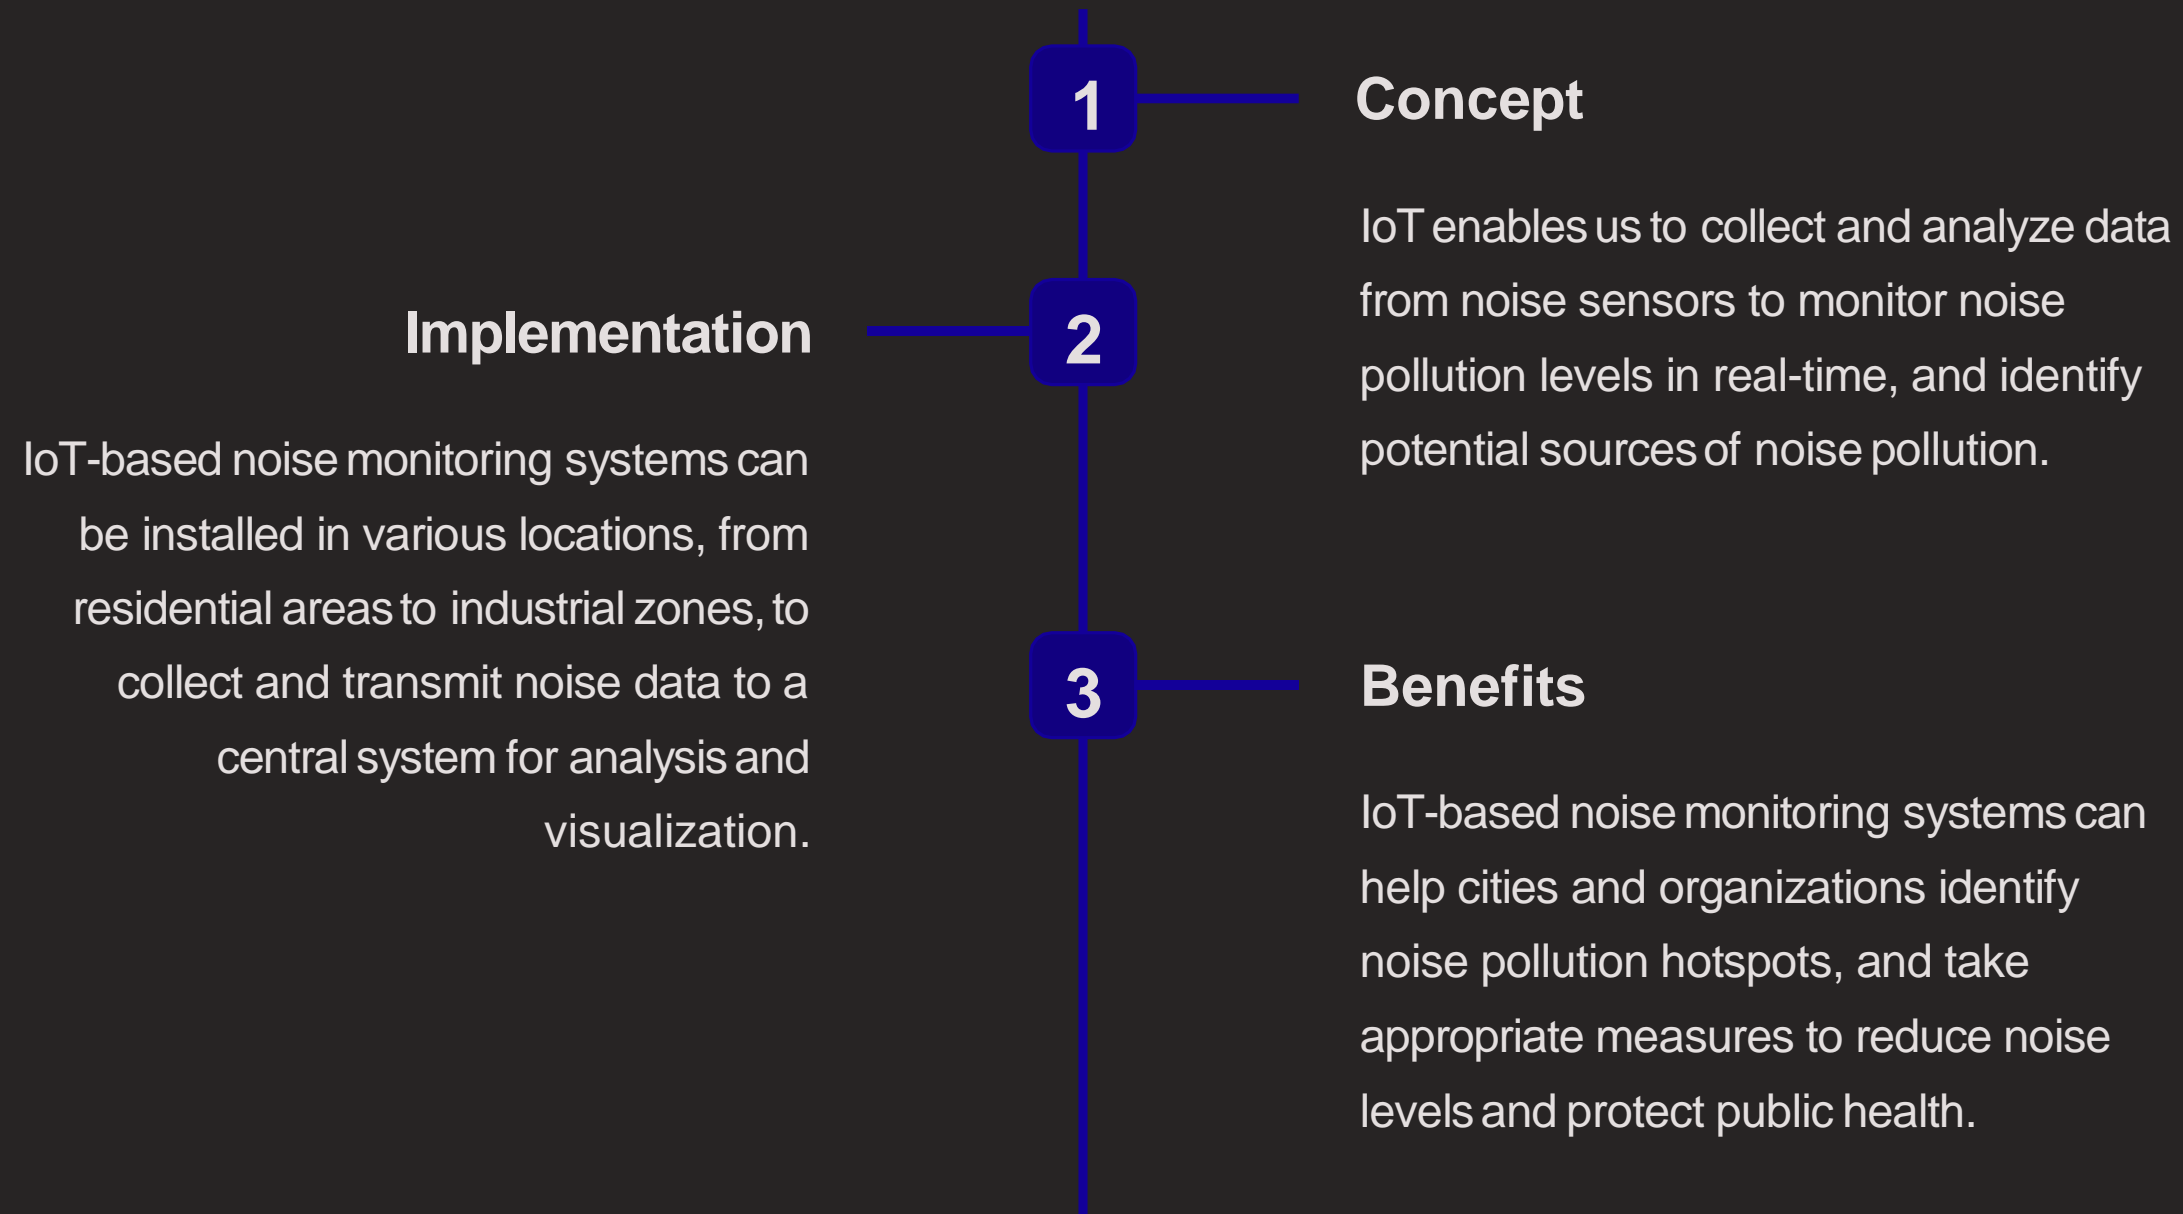 1
Concept
IoT enables us to collect and analyze data
from noise sensors to monitor noise
pollution levels in real-time, and identify
potential sources of noise pollution.
2
Implementation
IoT-based noise monitoring systems can
be installed in various locations, from
residential areas to industrial zones, to
collect and transmit noise data to a
central system for analysis and
visualization.
3
Benefits
IoT-based noise monitoring systems can
help cities and organizations identify
noise pollution hotspots, and take
appropriate measures to reduce noise
levels and protect public health.